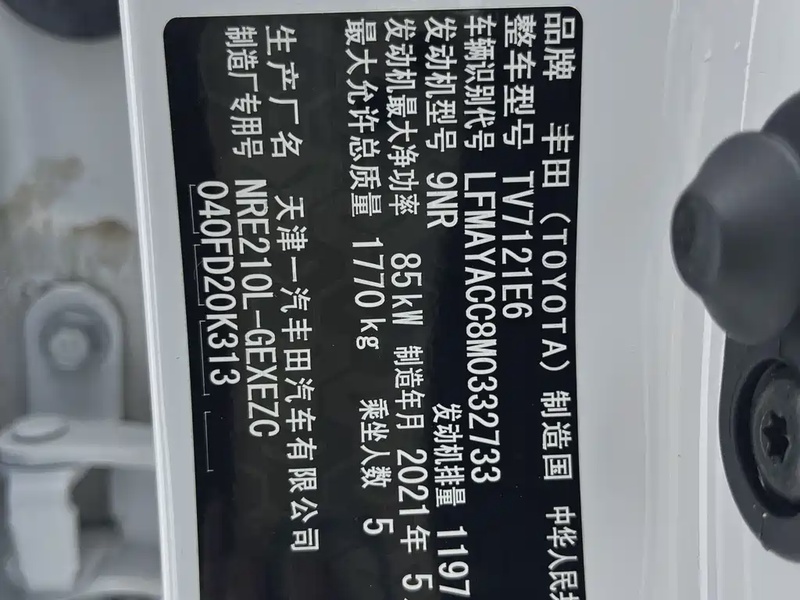 品牌 丰田（TOYOTA）制造国 中华人民
整车型号 TV7121E6
车辆识别代号 LFMAYACC8M0332733
发动机型号 9NR 发动机排量 1197
发动机最大净功率 85kW 制造年月 2021年5
最大允许总质量 1770kg 乘坐人数 5
生产厂名 天津一汽丰田汽车有限公司
制造厂专用号 NRE210L-GEXEZC
040FD20K313